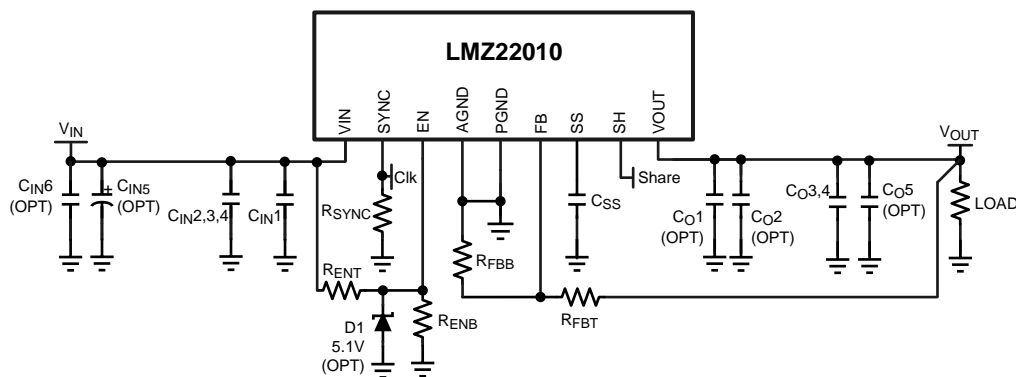 LMZ22010
VIN
SYNC
EN
AGND
PGND
FB
SS
SH
VOUT
VIN
VOUT
CIN6
(OPT)
CIN5
(OPT)
+
CIN2,3,4
CIN1
Clk
RSYNC
RENT
D1
5.1V
(OPT)
RENB
RFBB
RFBT
CSS
Share
CO1
(OPT)
CO2
(OPT)
CO3,4
CO5
(OPT)
LOAD